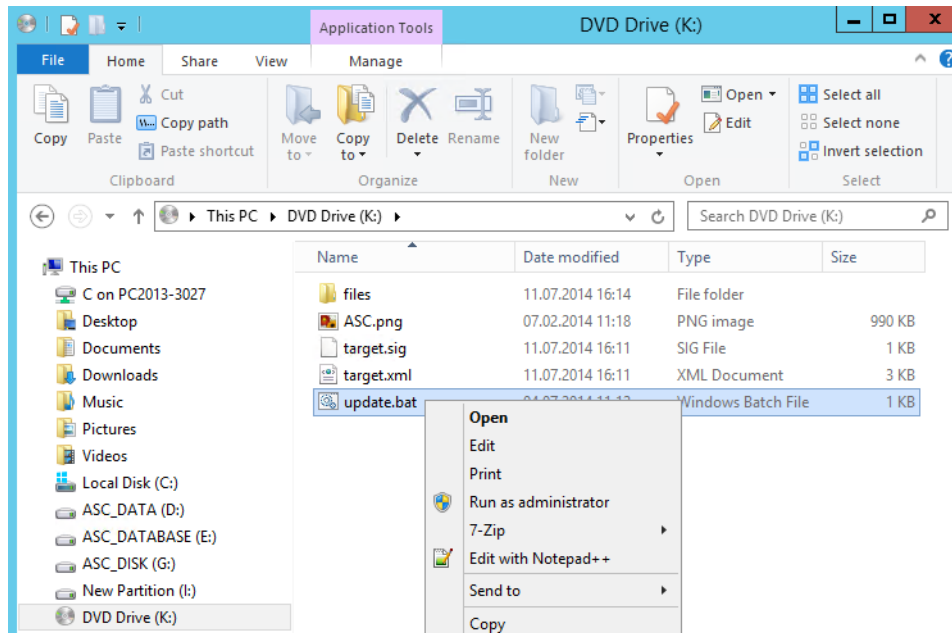 Application Tools
DVD Drive (K:)
File
Home
Share
View
Manage
Copy
Paste
Cut
Copy path
Paste shortcut
Clipboard
Move to
Copy to
Delete
Rename
Organize
New folder
New
Properties
Open
Edit
Open
Select all
Select none
Invert selection
Select
This PC
DVD Drive (K:)
Search DVD Drive (K:)
This PC
C on PC2013-3027
Desktop
Documents
Downloads
Music
Pictures
Videos
Local Disk (C:)
ASC_DATA (D:)
ASC_DATABASE (E:)
ASC_DISK (G:)
New Partition (I:)
DVD Drive (K:)
Name Date modified Type Size
files 11.07.2014 16:14 File folder
ASC.png 07.02.2014 11:18 PNG image 990 KB
target.sig 11.07.2014 16:11 SIG File 1 KB
target.xml 11.07.2014 16:11 XML Document 3 KB
update.bat Windows Batch File 1 KB
Open
Edit
Print
Run as administrator
7-Zip
Edit with Notepad++
Send to
Copy